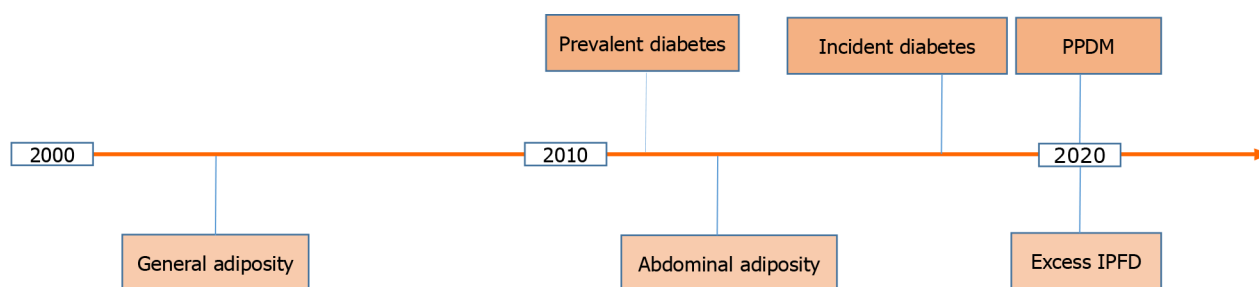 Prevalent diabetes
Incident diabetes
PPDM
2000
2010
2020
General adiposity
Abdominal adiposity
Excess IPFD